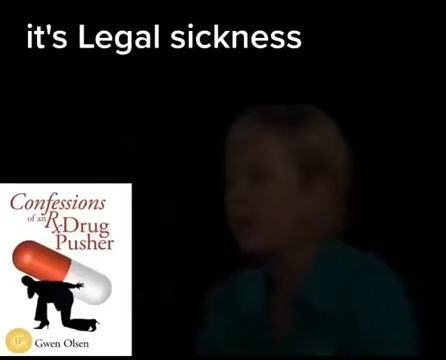 it's Legal sickness
Confessions
of an Rx Drug
Pusher
Gwen Olsen